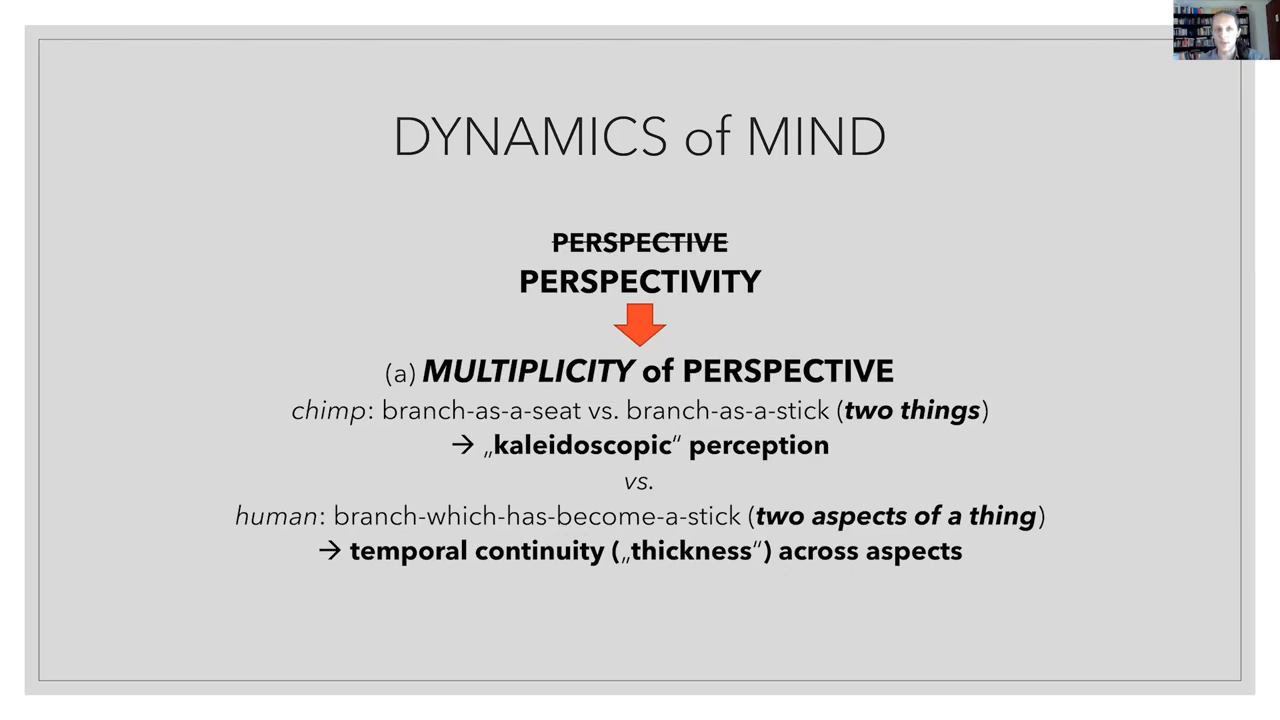 DYNAMICS of MIND
PERSPECTIVE
PERSPECTIVITY
(a) MULTIPLICITY of PERSPECTIVE
chimp: branch-as-a-seat vs. branch-as-a-stick (two things)
→ „kaleidoscopic“ perception
vs.
human: branch-which-has-become-a-stick (two aspects of a thing)
→ temporal continuity („thickness“) across aspects